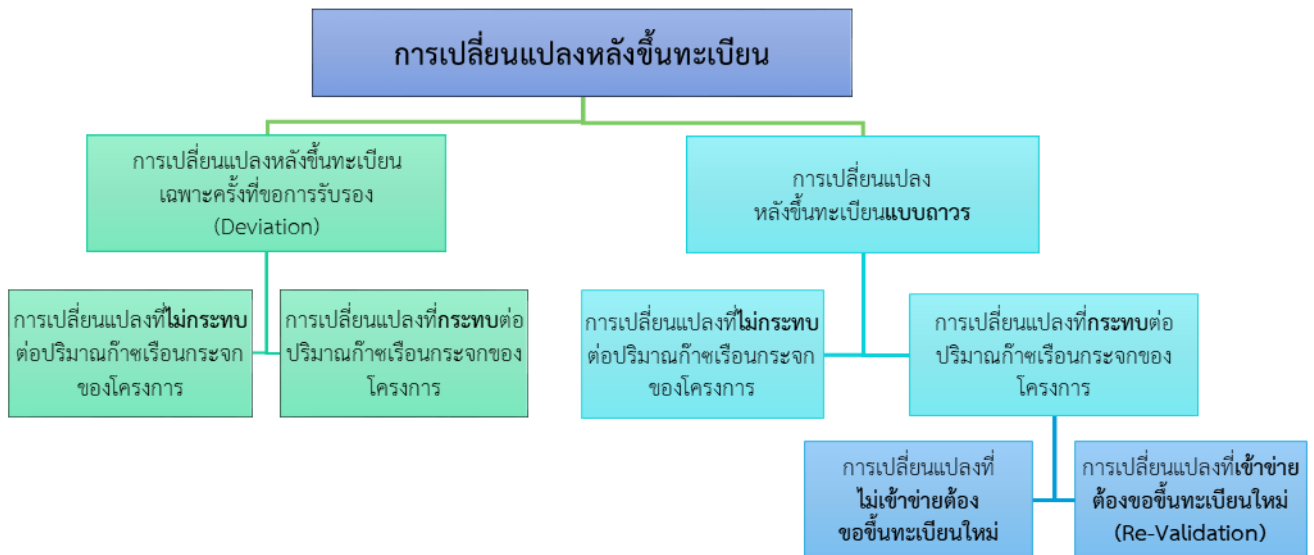 การเปลี่ยนแปลงหลังขึ้นทะเบียน
การเปลี่ยนแปลงหลังขึ้นทะเบียน
เฉพาะครั้งที่ขอการรับรอง
(Deviation)
การเปลี่ยนแปลง
หลังขึ้นทะเบียนแบบถาวร
การเปลี่ยนแปลงที่ไม่กระทบ
ต่อปริมาณก๊าซเรือนกระจก
ของโครงการ
การเปลี่ยนแปลงที่กระทบต่อ
ปริมาณก๊าซเรือนกระจกของ
โครงการ
การเปลี่ยนแปลงที่ไม่กระทบ
ต่อปริมาณก๊าซเรือนกระจก
ของโครงการ
การเปลี่ยนแปลงที่กระทบต่อ
ปริมาณก๊าซเรือนกระจกของ
โครงการ
การเปลี่ยนแปลงที่
ไม่เข้าข่ายต้อง
ขอขึ้นทะเบียนใหม่
การเปลี่ยนแปลงที่เข้าข่าย
ต้องขอขึ้นทะเบียนใหม่
(Re-Validation)